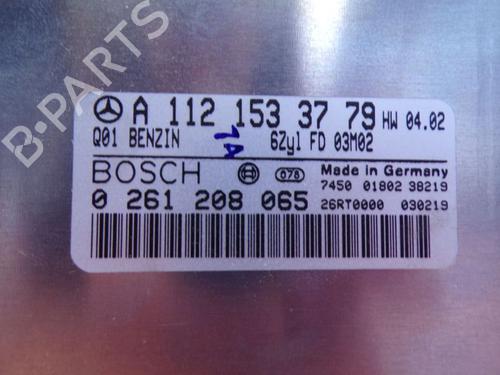 B-PARTS
A 112 153 37 79 HW 04.02
Q01 BENZIN 6Zyl FD 03M02
1A
BOSCH 078 Made in Germany
7450 01802 38219
0 261 208 065 26RT0000 030219